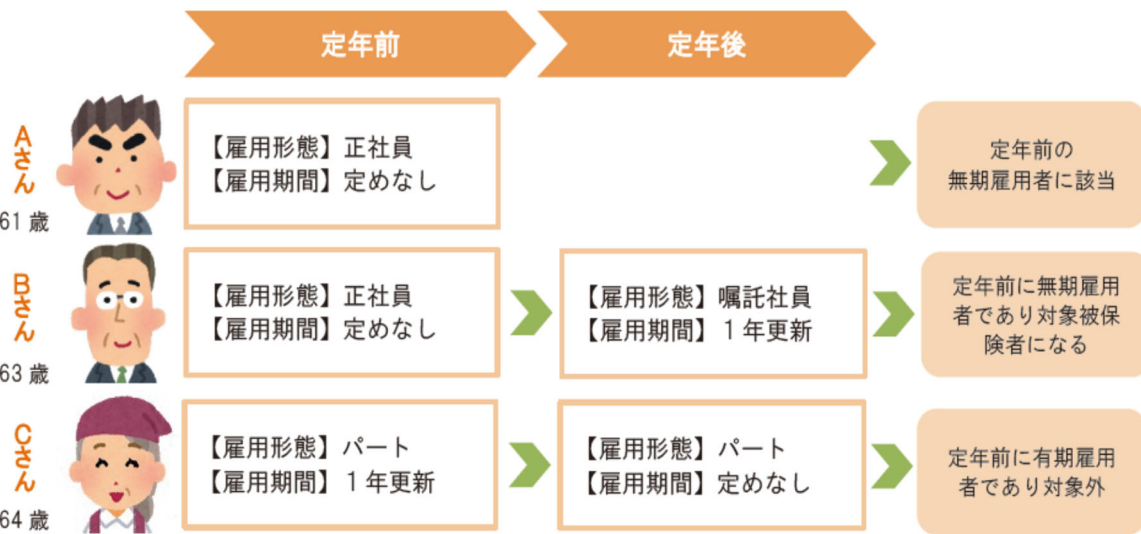 定年前
定年後
Aさん
61歳
【雇用形態】正社員
【雇用期間】定めなし
定年前の
無期雇用者に該当
Bさん
63歳
【雇用形態】正社員
【雇用期間】定めなし
【雇用形態】嘱託社員
【雇用期間】1年更新
定年前に無期雇用
者であり対象被保
険者になる
Cさん
64歳
【雇用形態】パート
【雇用期間】1年更新
【雇用形態】パート
【雇用期間】定めなし
定年前に有期雇用
者であり対象外